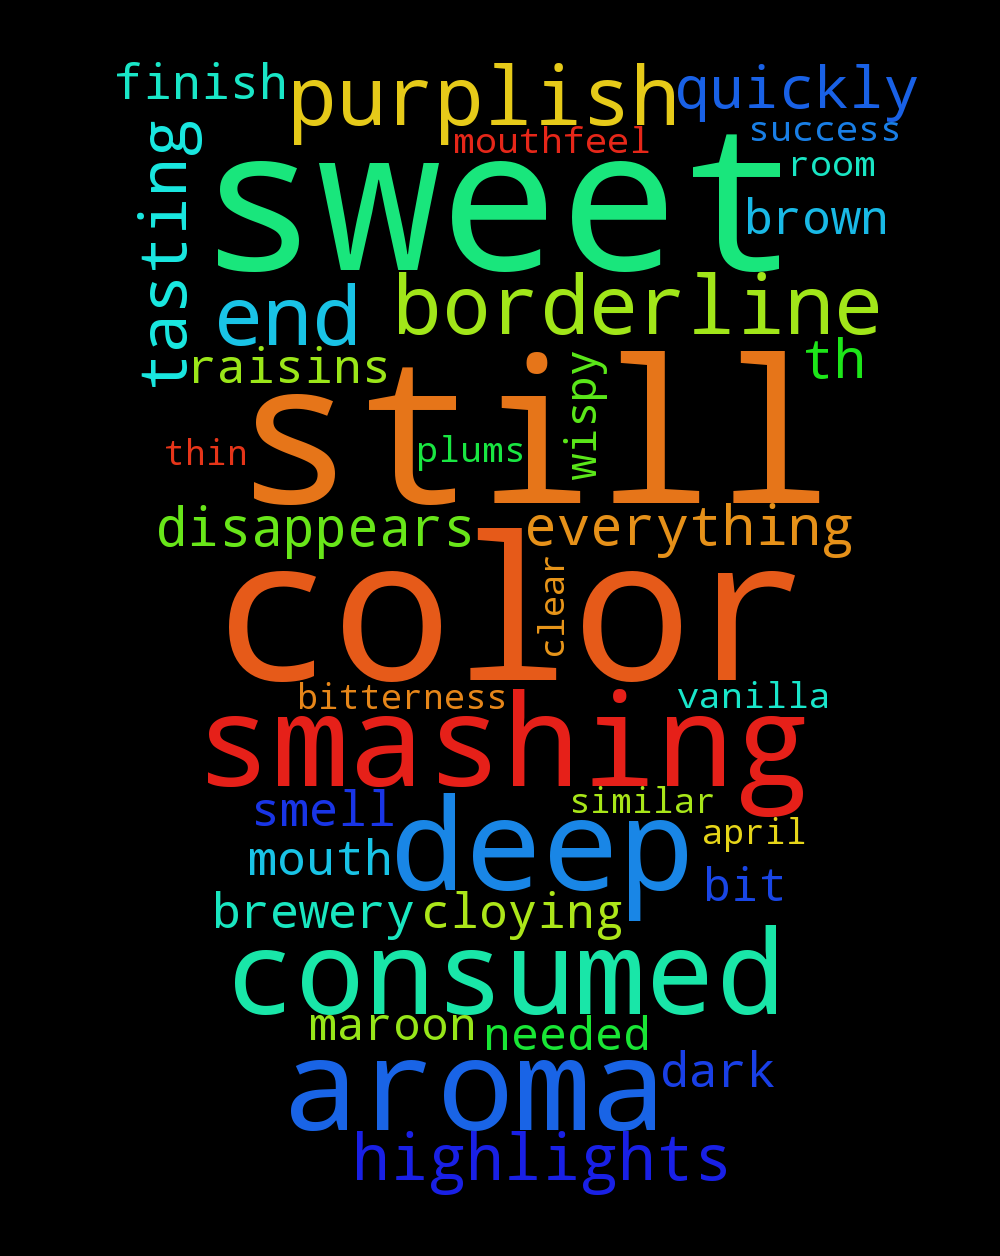 finish
purplish
quickly
success
mouthfeel
room
tasting
sweet
brown
end
borderline
raisins
th
wispy
still
thin
plums
disappears
everything
color
clear
bitterness
vanilla
smashing
smell
similar
april
mouth
deep
bit
brewery
cloying
consumed
maroon
needed
aroma
dark
highlights